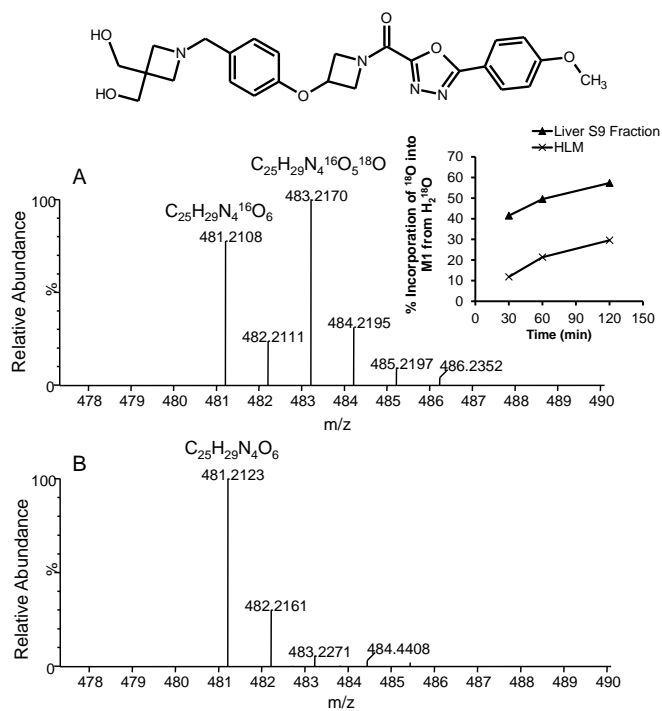 O
HO
N
N
O
HO
O
N
N
O
CH₃
Liver S9 Fraction
HLM
A
C₂₅H₂₉N₄¹⁶O₅¹⁸O
C₂₅H₂₉N₄¹⁶O₆
Relative Abundance
%
100
0
481.2108
482.2111
483.2170
484.2195
485.2197
486.2352
478 479 480 481 482 483 484 485 486 487 488 489 490
m/z
% Incorporation of ¹⁸O into
M1 from H₂¹⁸O
70
60
50
40
30
20
10
0
0 30 60 90 120 150
Time (min)
B
C₂₅H₂₉N₄O₆
Relative Abundance
%
100
0
481.2123
482.2161
483.2271
484.4408
478 479 480 481 482 483 484 485 486 487 488 489 490
m/z